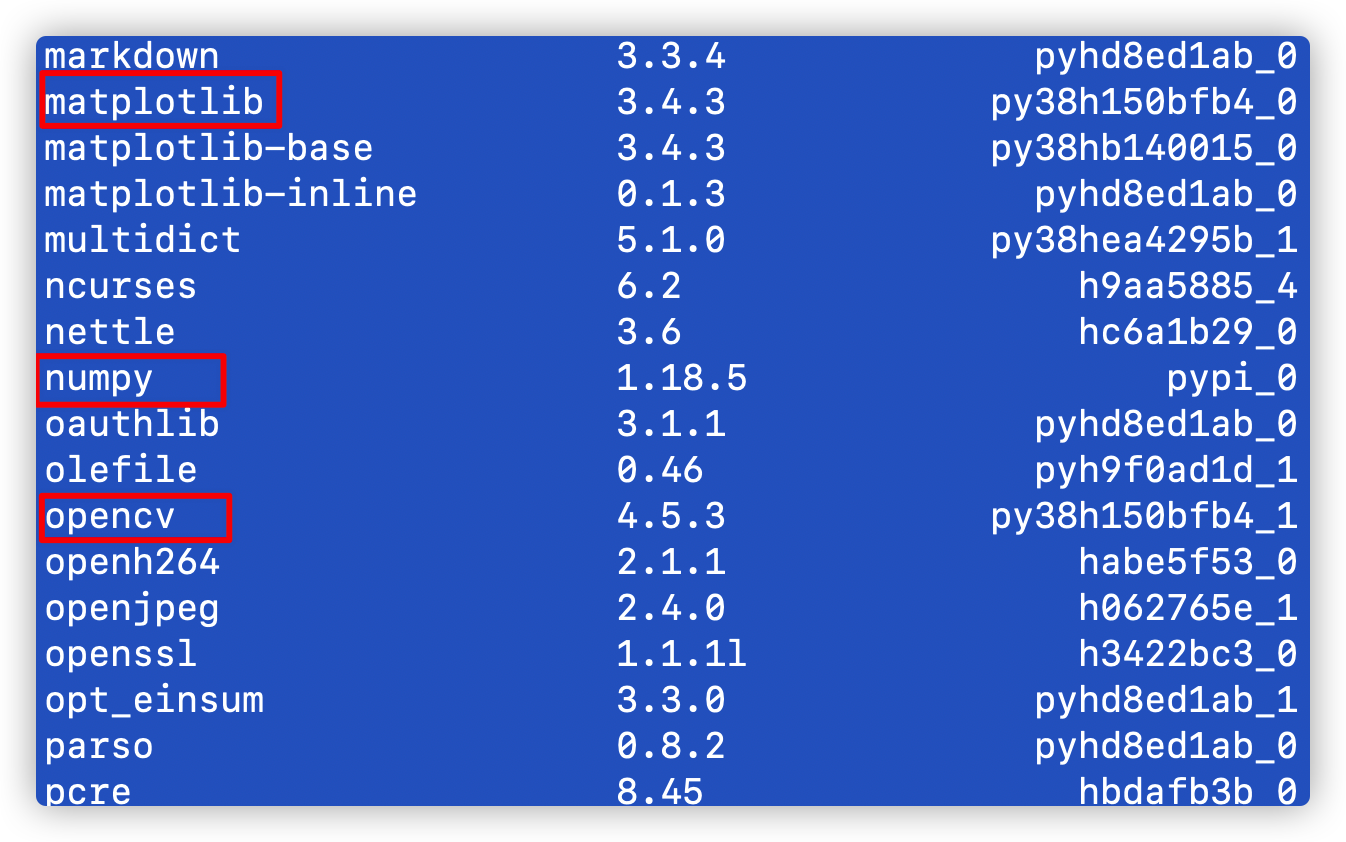 markdown 3.3.4 pyhd8ed1ab_0
matplotlib 3.4.3 py38h150bfb4_0
matplotlib-base 3.4.3 py38hb140015_0
matplotlib-inline 0.1.3 pyhd8ed1ab_0
multidict 5.1.0 py38hea4295b_1
ncurses 6.2 h9aa5885_4
nettle 3.6 hc6a1b29_0
numpy 1.18.5 pypi_0
oauthlib 3.1.1 pyhd8ed1ab_0
olefile 0.46 pyh9f0ad1d_1
opencv 4.5.3 py38h150bfb4_1
openh264 2.1.1 habe5f53_0
openjpeg 2.4.0 h062765e_1
openssl 1.1.1l h3422bc3_0
opt_einsum 3.3.0 pyhd8ed1ab_1
parso 0.8.2 pyhd8ed1ab_0
pcre 8.45 hbdafb3b_0